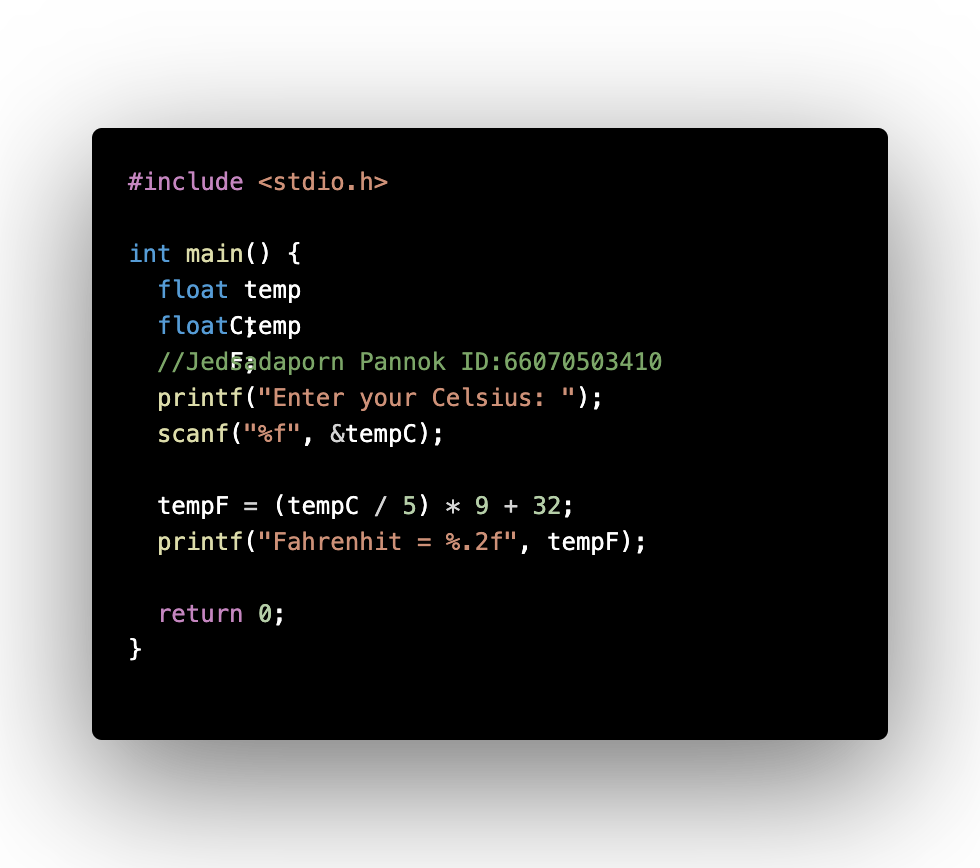 #include <stdio.h>
int main() {
float tempC;
float tempF;
//Jedsadaporn Pannok ID:66070503410
printf("Enter your Celsius: ");
scanf("%f", &tempC);
tempF = (tempC / 5) * 9 + 32;
printf("Fahrenhit = %.2f", tempF);
return 0;
}